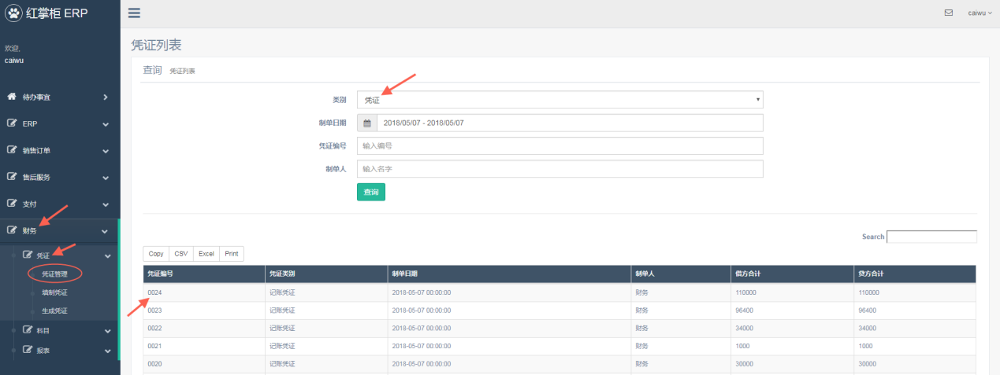 红掌柜 ERP
caiwu
欢迎,
caiwu
待办事宜
ERP
销售订单
售后服务
支付
财务
凭证
凭证管理
填制凭证
生成凭证
科目
报表
凭证列表
查询 凭证列表
类别 凭证
制单日期 2018/05/07 - 2018/05/07
凭证编号 输入编号
制单人 输入名字
查询
Search
Copy CSV Excel Print
凭证编号 凭证类别 制单日期 制单人 借方合计 贷方合计
0024 记账凭证 2018-05-07 00:00:00 财务 110000 110000
0023 记账凭证 2018-05-07 00:00:00 财务 96400 96400
0022 记账凭证 2018-05-07 00:00:00 财务 34000 34000
0021 记账凭证 2018-05-07 00:00:00 财务 1000 1000
0020 记账凭证 2018-05-07 00:00:00 财务 30000 30000